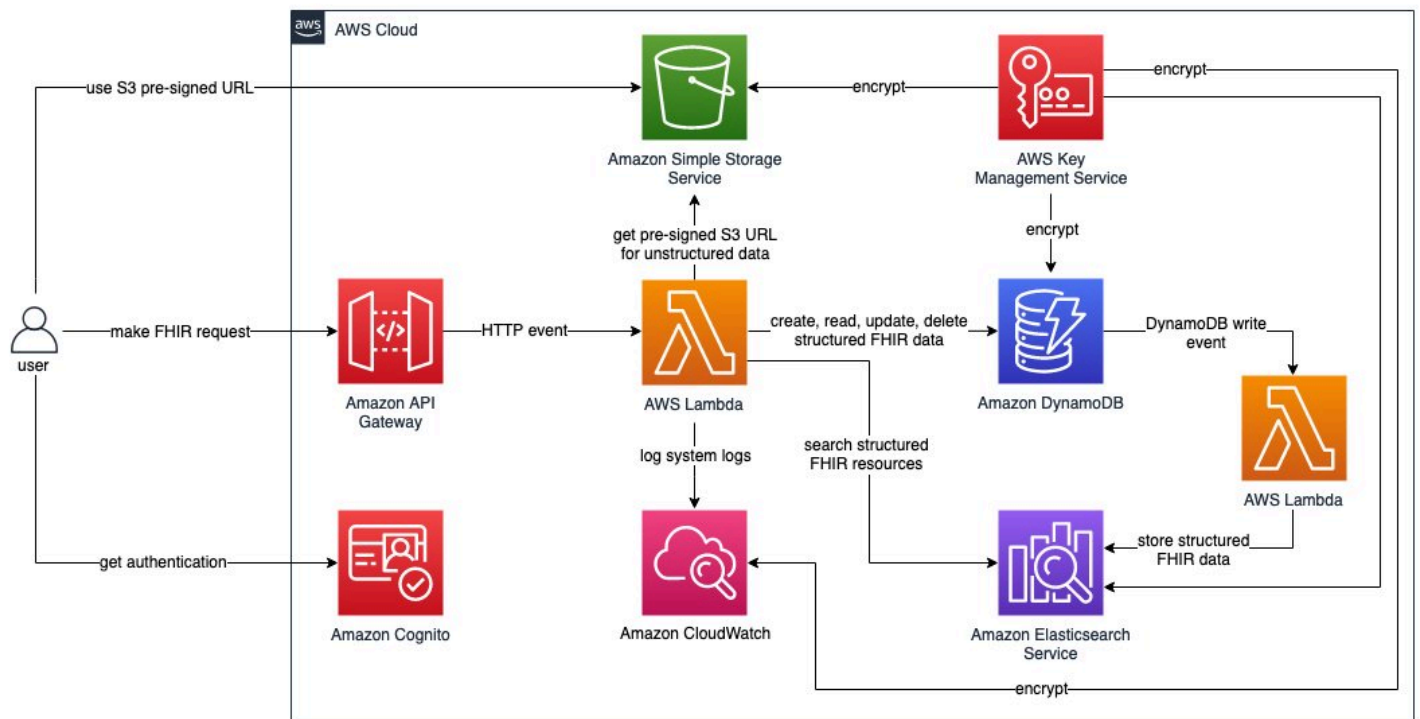 aws
AWS Cloud
use S3 pre-signed URL
encrypt
encrypt
Amazon Simple Storage
Service
AWS Key
Management Service
get pre-signed S3 URL
for unstructured data
encrypt
user
make FHIR request
HTTP event
create, read, update, delete
structured FHIR data
DynamoDB write
event
Amazon API
Gateway
AWS Lambda
Amazon DynamoDB
log system logs
search structured
FHIR resources
AWS Lambda
get authentication
store structured
FHIR data
Amazon Cognito
Amazon CloudWatch
Amazon Elasticsearch
Service
encrypt